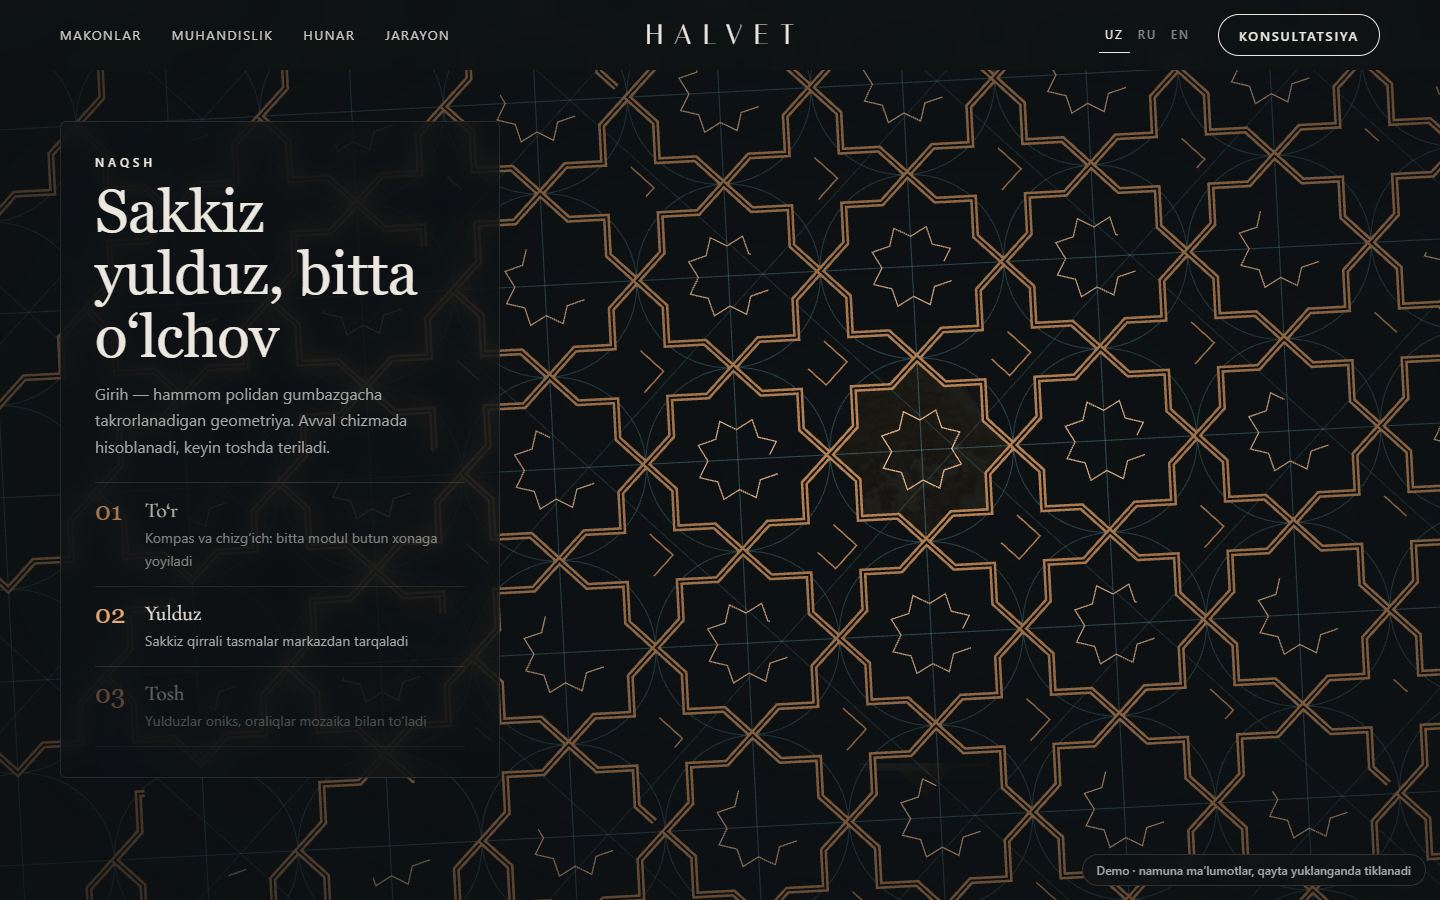 MAKONLAR MUHANDISLIK HUNAR JARAYON HALVET UZ RU EN KONSULTATSIYA
NAQSH
Sakkiz
yulduz, bitta
oʻlchov
Girih — hammom polidan gumbazgacha
takrorlanadigan geometriya. Avval chizmada
hisoblanadi, keyin toshda teriladi.
01 Toʻr
Kompas va chizgʻich: bitta modul butun xonaga
yoyiladi
02 Yulduz
Sakkiz qirrali tasmalar markazdan tarqaladi
03 Tosh
Yulduzlar oniks, oraliqlar mozaika bilan toʻladi
Demo · namuna maʼlumotlar, qayta yuklanganda tiklanadi